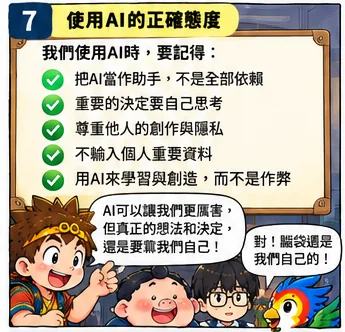 7 使用AI的正確態度
我們使用AI時，要記得：
把AI當作助手，不是全部依賴
重要的決定要自己思考
尊重他人的創作與隱私
不輸入個人重要資料
用AI來學習與創造，而不是作弊
AI可以讓我們更厲害，
但真正的想法和決定，
還是要靠我們自己！
對！腦袋還是
我們自己的！